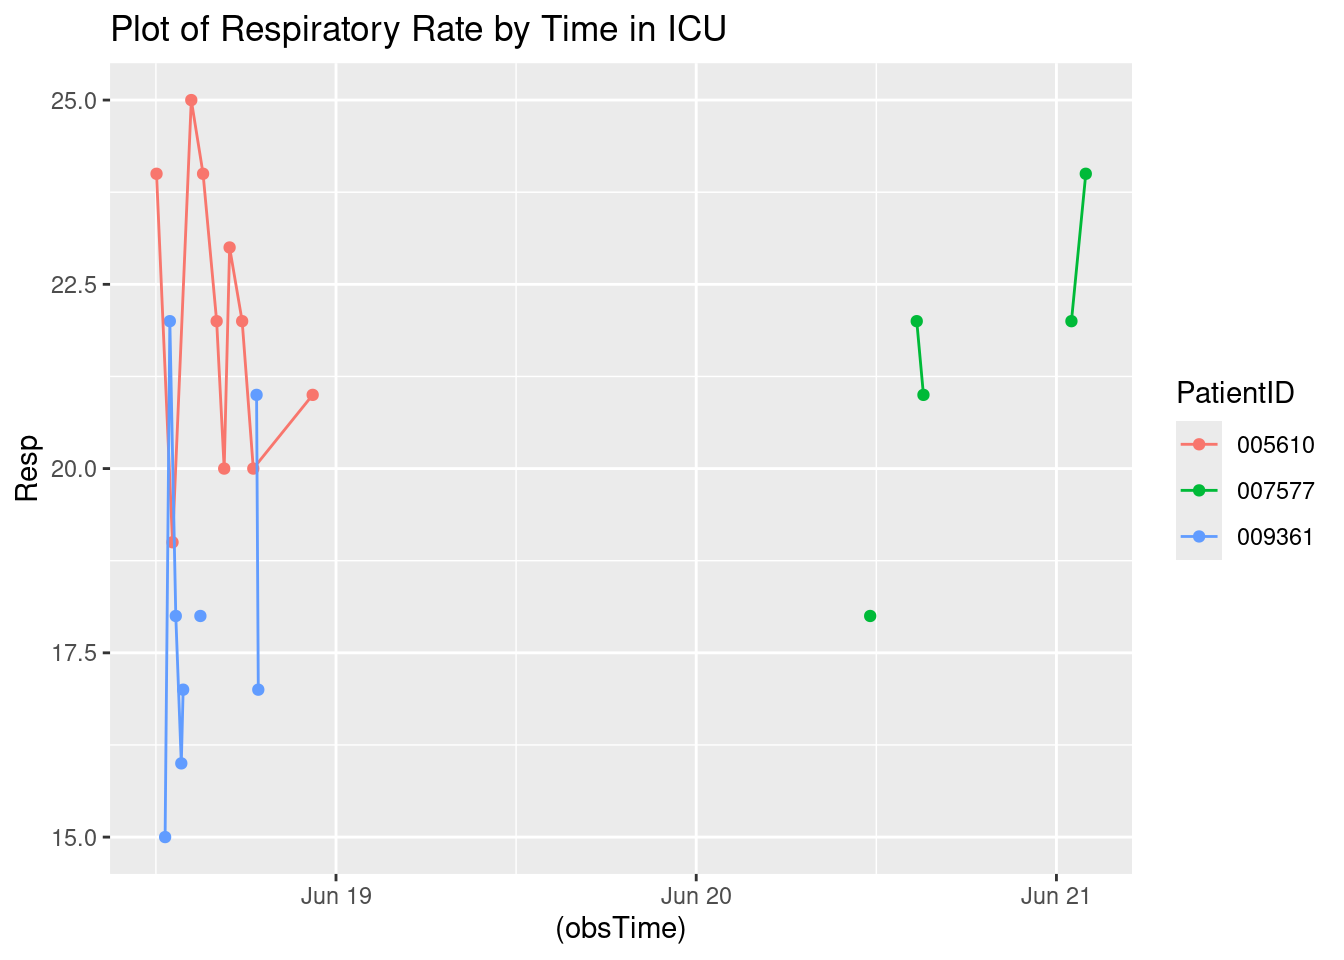 Plot of Respiratory Rate by Time in ICU
25.0
22.5
20.0
17.5
15.0
Resp
Jun 19
Jun 20
Jun 21
(obsTime)
PatientID
005610
007577
009361